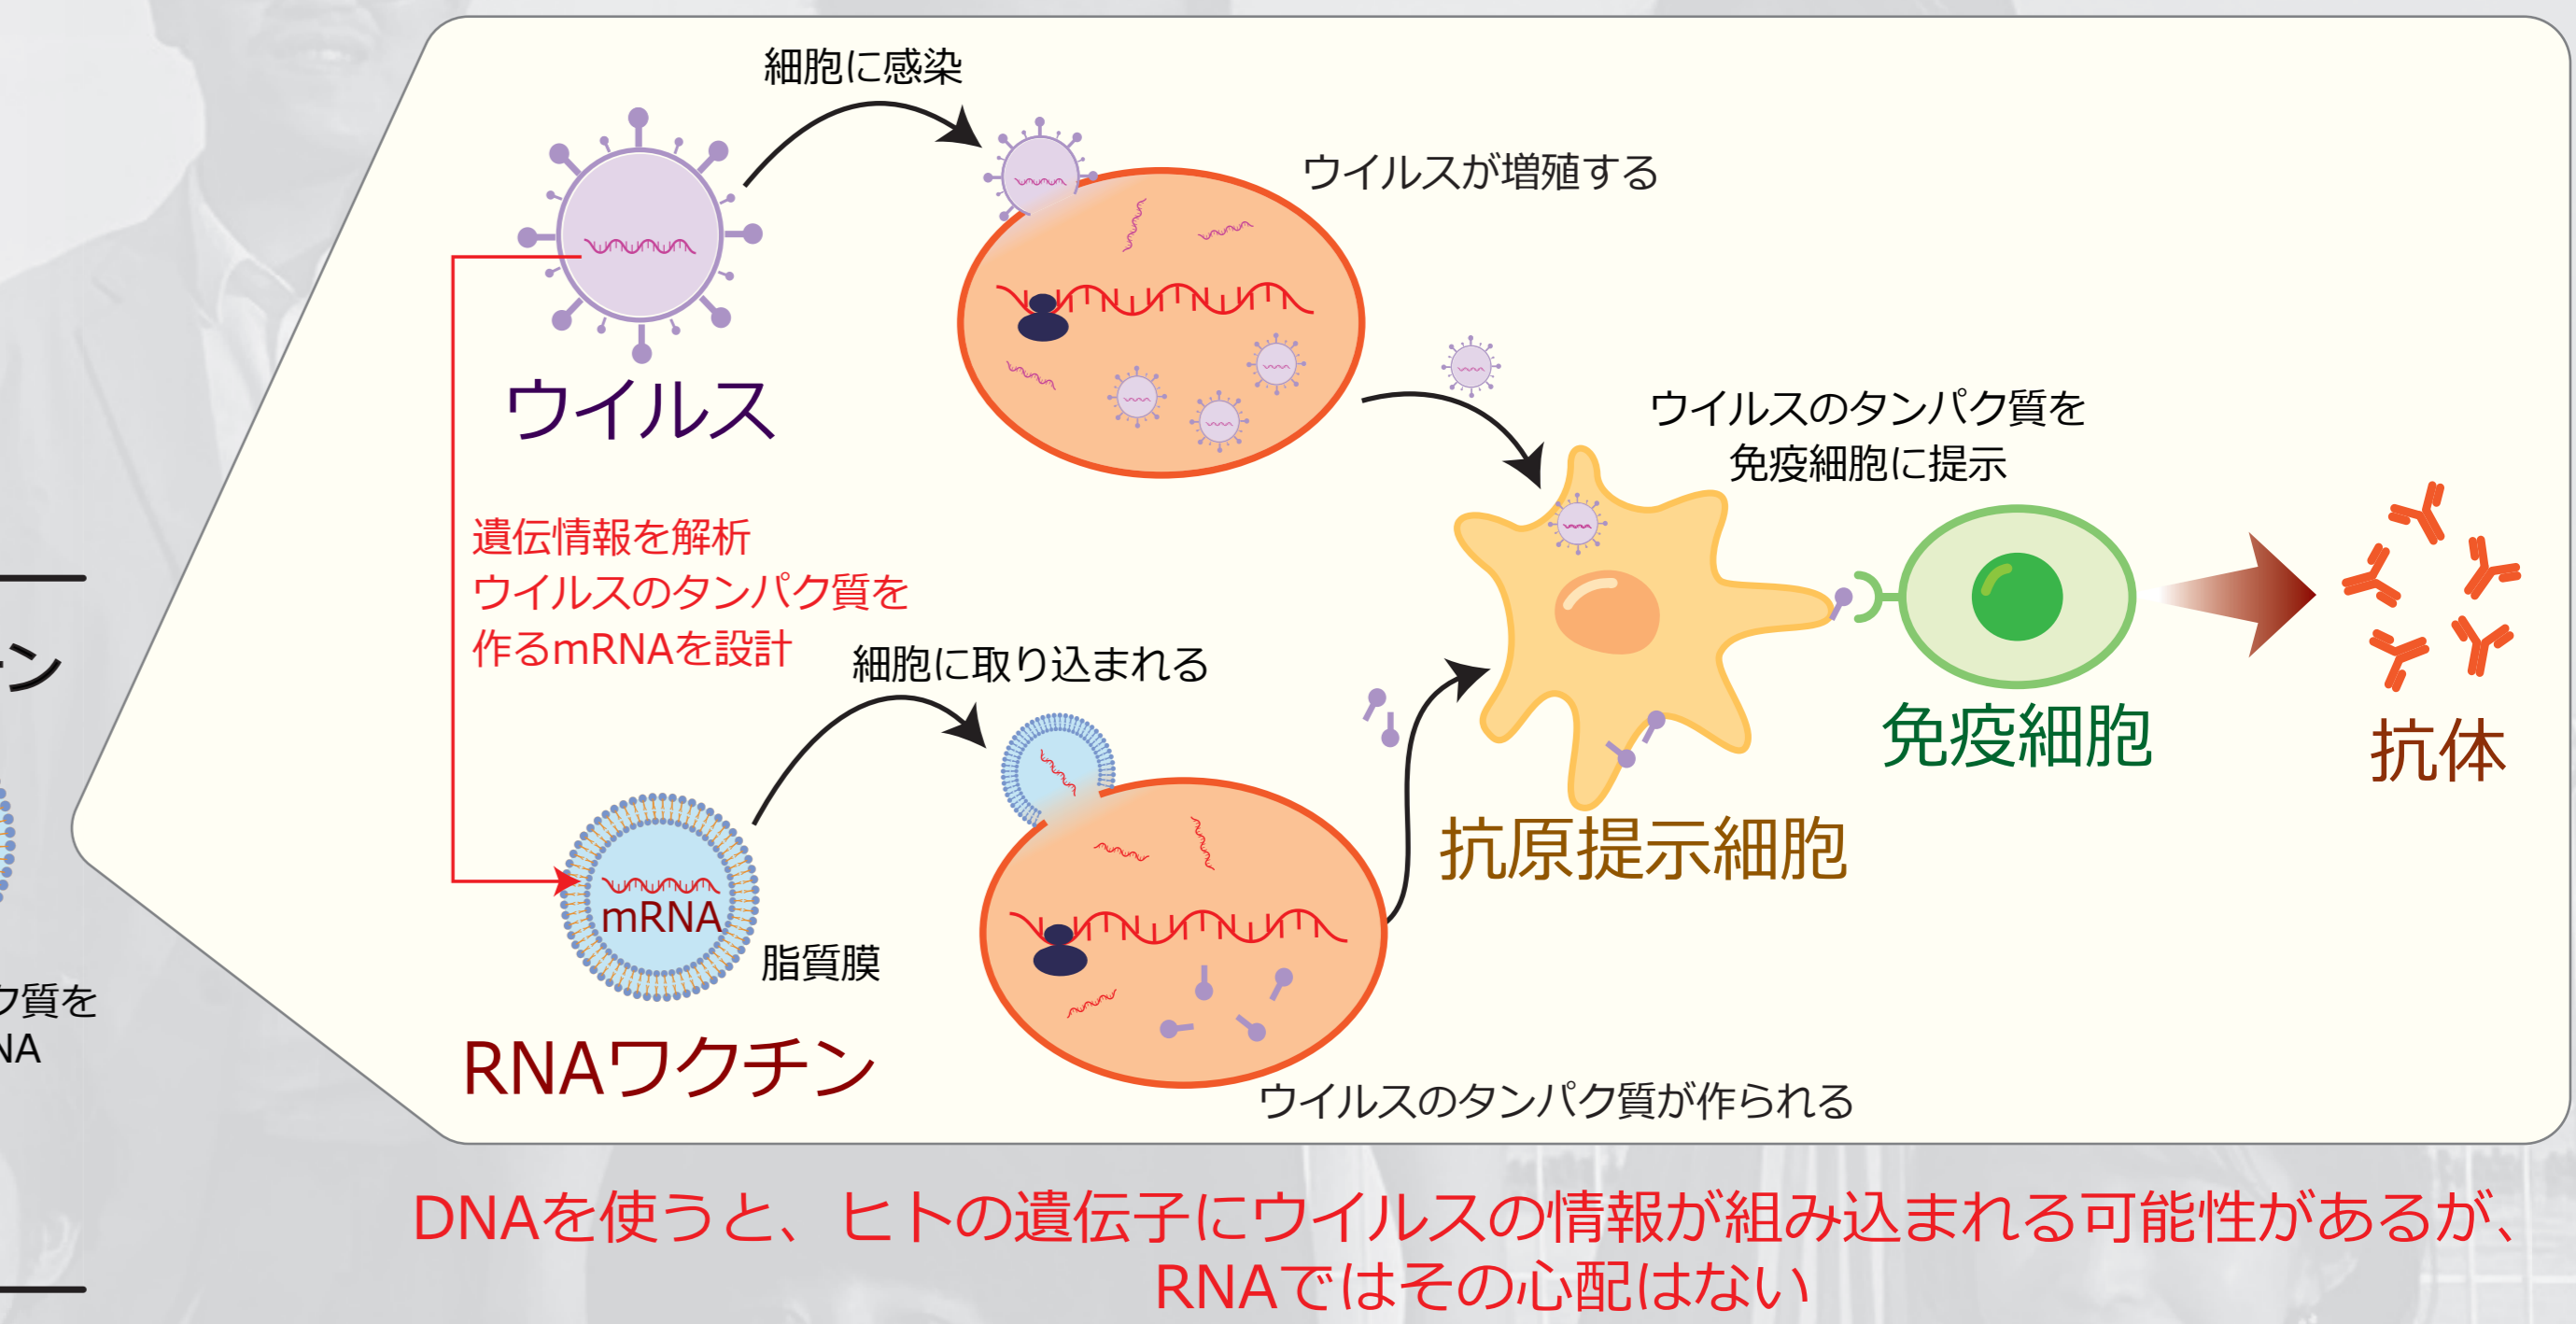 細胞に感染
ウイルスが増殖する
ウイルス
ウイルスのタンパク質を
免疫細胞に提示
遺伝情報を解析
ウイルスのタンパク質を
作るmRNAを設計
細胞に取り込まれる
免疫細胞
抗体
抗原提示細胞
mRNA
脂質膜
RNAワクチン
ウイルスのタンパク質が作られる
ン
ク質を
NA
DNAを使うと、ヒトの遺伝子にウイルスの情報が組み込まれる可能性があるが、
RNAではその心配はない